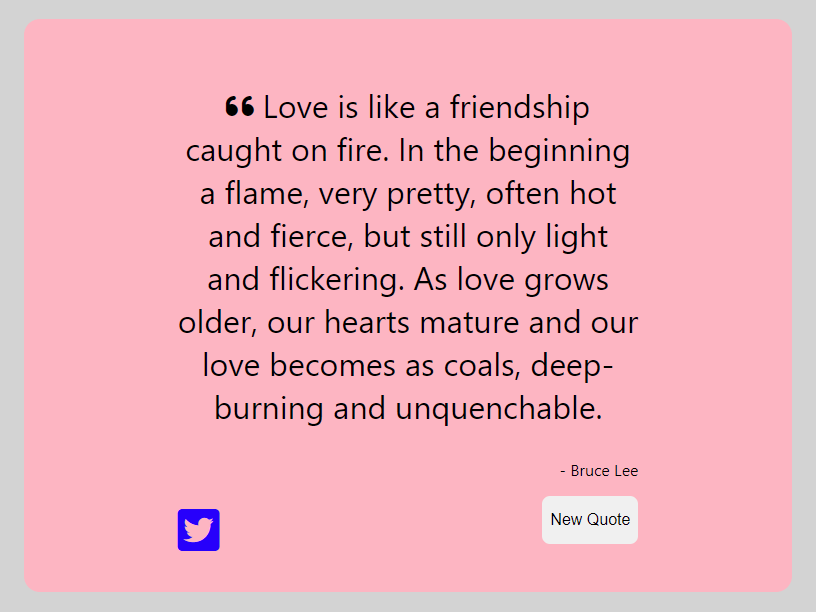 ❝ Love is like a friendship
caught on fire. In the beginning
a flame, very pretty, often hot
and fierce, but still only light
and flickering. As love grows
older, our hearts mature and our
love becomes as coals, deep-
burning and unquenchable.
- Bruce Lee
New Quote